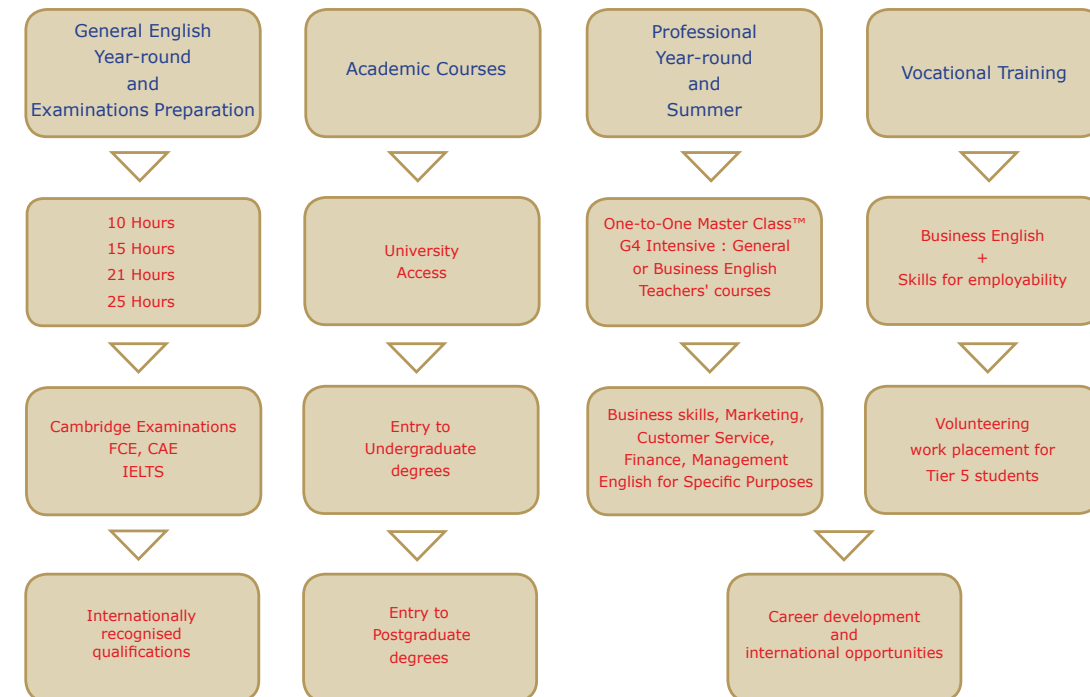 General English
Year-round
and
Examinations Preparation
Academic Courses
Professional
Year-round
and
Summer
Vocational Training
10 Hours
15 Hours
21 Hours
25 Hours
University
Access
One-to-One Master Class™
G4 Intensive : General
or Business English
Teachers' courses
Business English
+
Skills for employability
Cambridge Examinations
FCE, CAE
IELTS
Entry to
Undergraduate
degrees
Business skills, Marketing,
Customer Service,
Finance, Management
English for Specific Purposes
Volunteering
work placement for
Tier 5 students
Internationally
recognised
qualifications
Entry to
Postgraduate
degrees
Career development
and
international opportunities